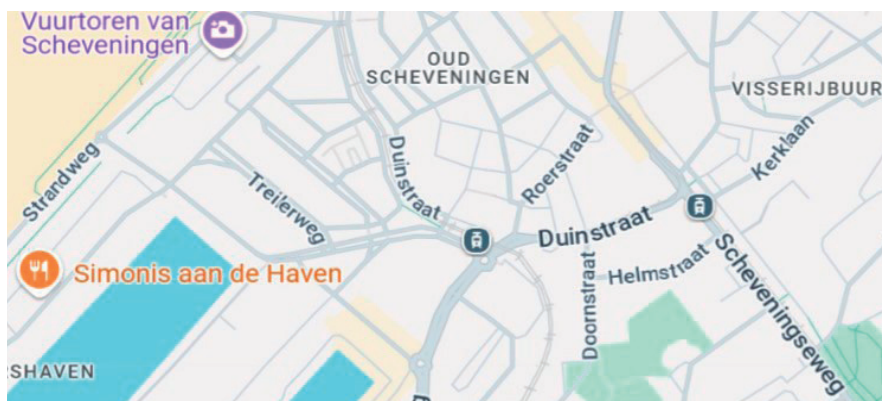 Vuurtoren van
Scheveningen
OUD
SCHEVENINGEN
VISSERIJBUUR
Strandweg
Treilerweg
Duinstraat
Roerstraat
Kerklaan
Duinstraat
Simonis aan de Haven
Doornstraat
Helmstraat
Scheveningseweg
RSHAVEN